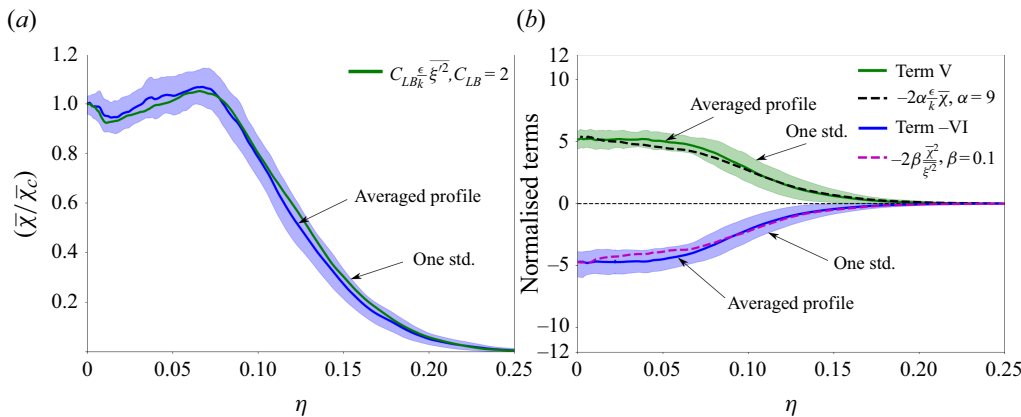 (a)
(b)
1.2
1.0
0.8
0.6
0.4
0.2
(χ̅/χ̅c)
C_LB ϵ/k ξ'²‾, C_LB = 2
Averaged profile
One std.
0
0.05
0.10
0.15
0.20
0.25
η
12
10
5
0
−5
−10
−12
Normalised terms
Term V
−2α ϵ/k χ̅, α = 9
Term −VI
−2β χ̅²/ξ'²‾, β = 0.1
Averaged profile
One std.
One std.
Averaged profile
0
0.05
0.10
0.15
0.20
0.25
η